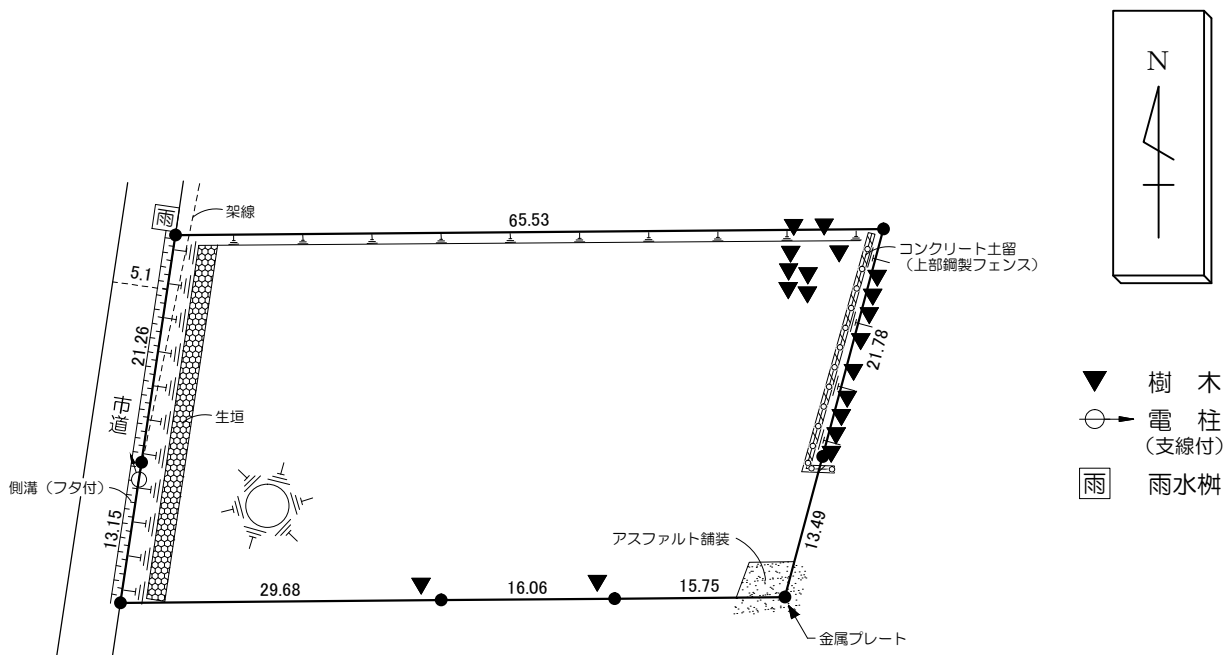 N
雨
架線
65.53
コンクリート土留
（上部鋼製フェンス）
5.1
21.26
21.78
市道
生垣
樹　木
電　柱
（支線付）
雨　雨水桝
側溝（フタ付）
13.15
13.49
アスファルト舗装
29.68
16.06
15.75
金属プレート